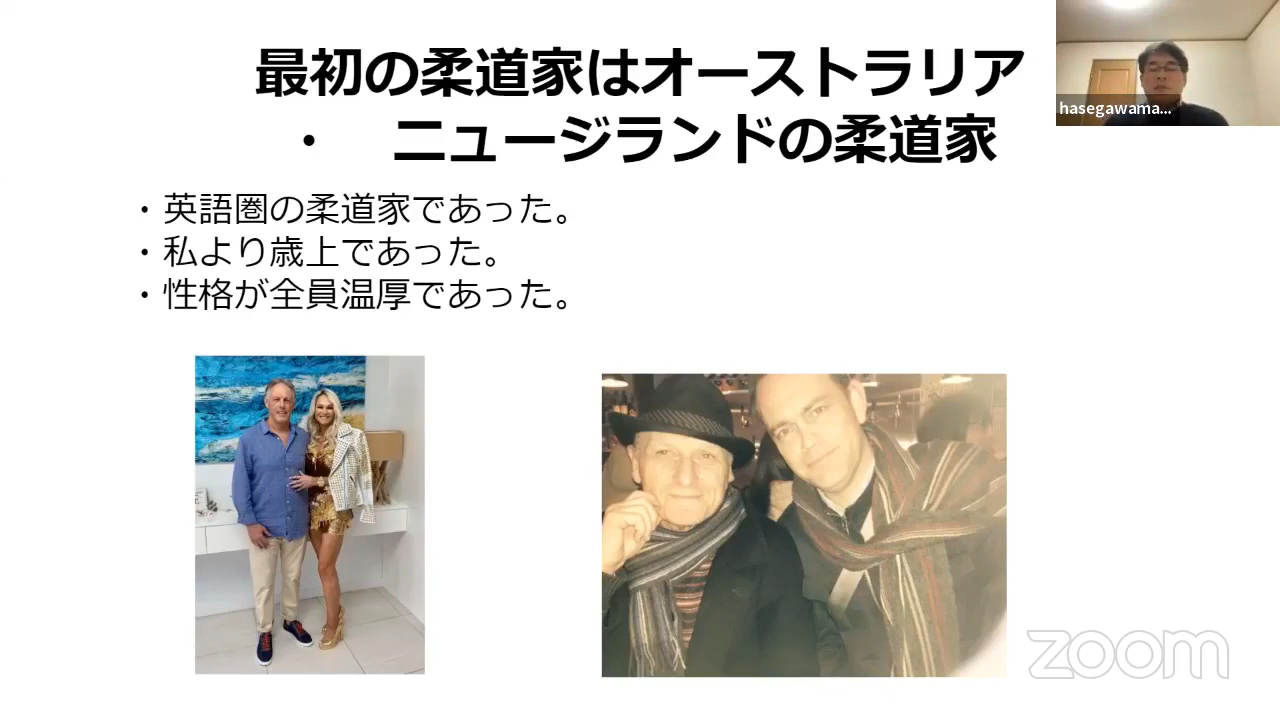 最初の柔道家はオーストラリア
・　ニュージランドの柔道家
hasegawama...
・英語圏の柔道家であった。
・私より歳上であった。
・性格が全員温厚であった。
zoom